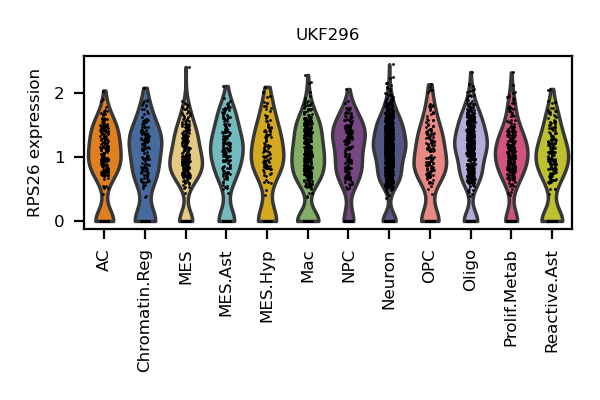 UKF296
RPS26 expression
2
1
0
AC
Chromatin.Reg
MES
MES.Ast
MES.Hyp
Mac
NPC
Neuron
OPC
Oligo
Prolif.Metab
Reactive.Ast